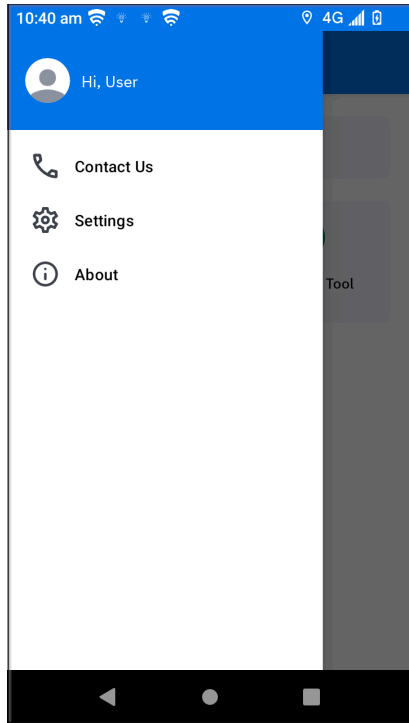 10:40 am 4G
Hi, User
Contact Us
Settings
About
Tool